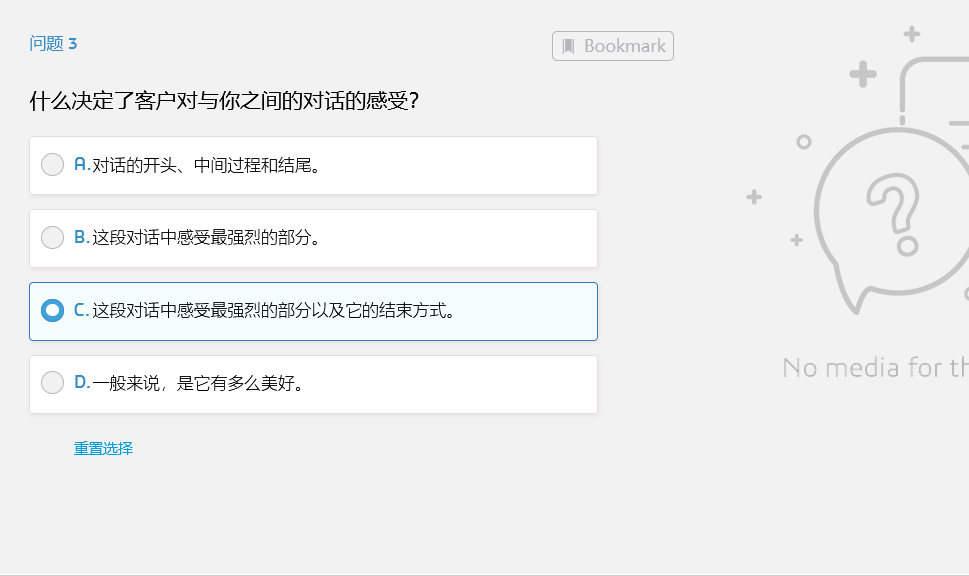 问题 3
Bookmark
什么决定了客户对与你之间的对话的感受?
A.对话的开头、中间过程和结尾。
B.这段对话中感受最强烈的部分。
C.这段对话中感受最强烈的部分以及它的结束方式。
D.一般来说，是它有多么美好。
重置选择
No media for th